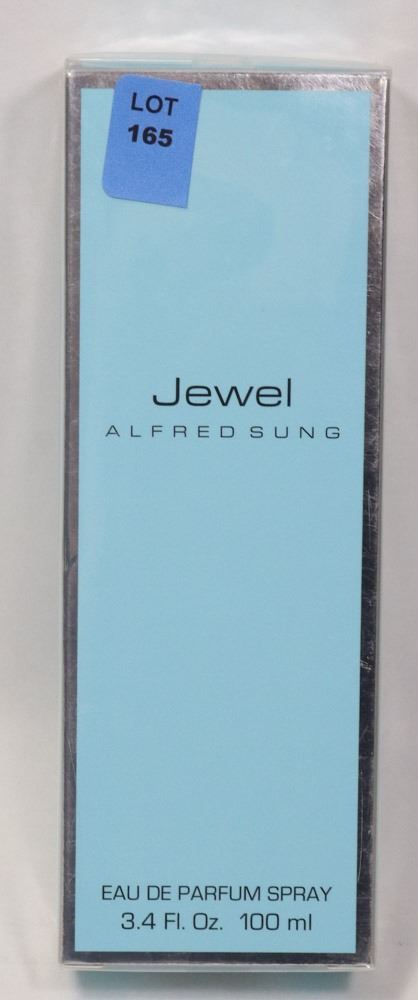 LOT
165
Jewel
ALFRED SUNG
EAU DE PARFUM SPRAY
3.4 Fl. Oz. 100 ml